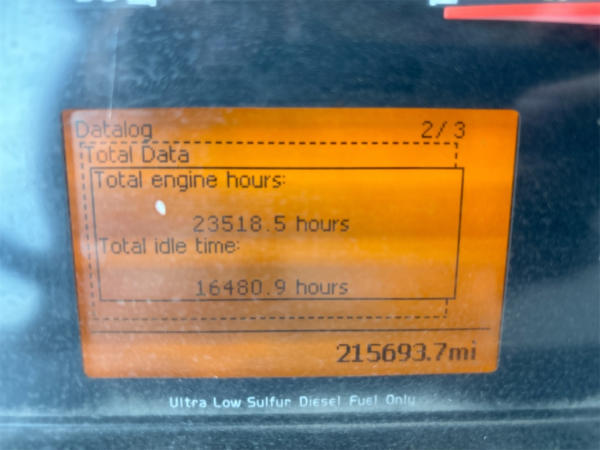 Datalog 2/3
Total Data
Total engine hours:
23518.5 hours
Total idle time:
16480.9 hours
215693.7mi
Ultra Low Sulfur Diesel Fuel Only